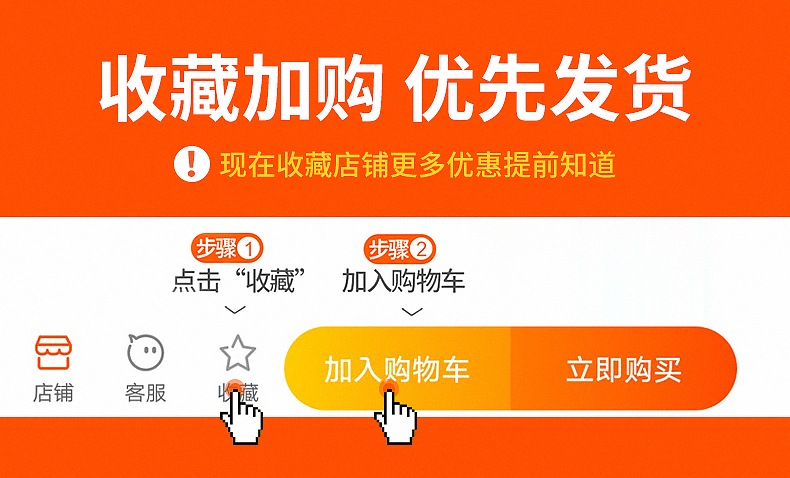 收藏加购 优先发货
! 现在收藏店铺更多优惠提前知道
步骤1 步骤2
点击“收藏” 加入购物车
加入购物车 立即购买
店铺 客服 收藏